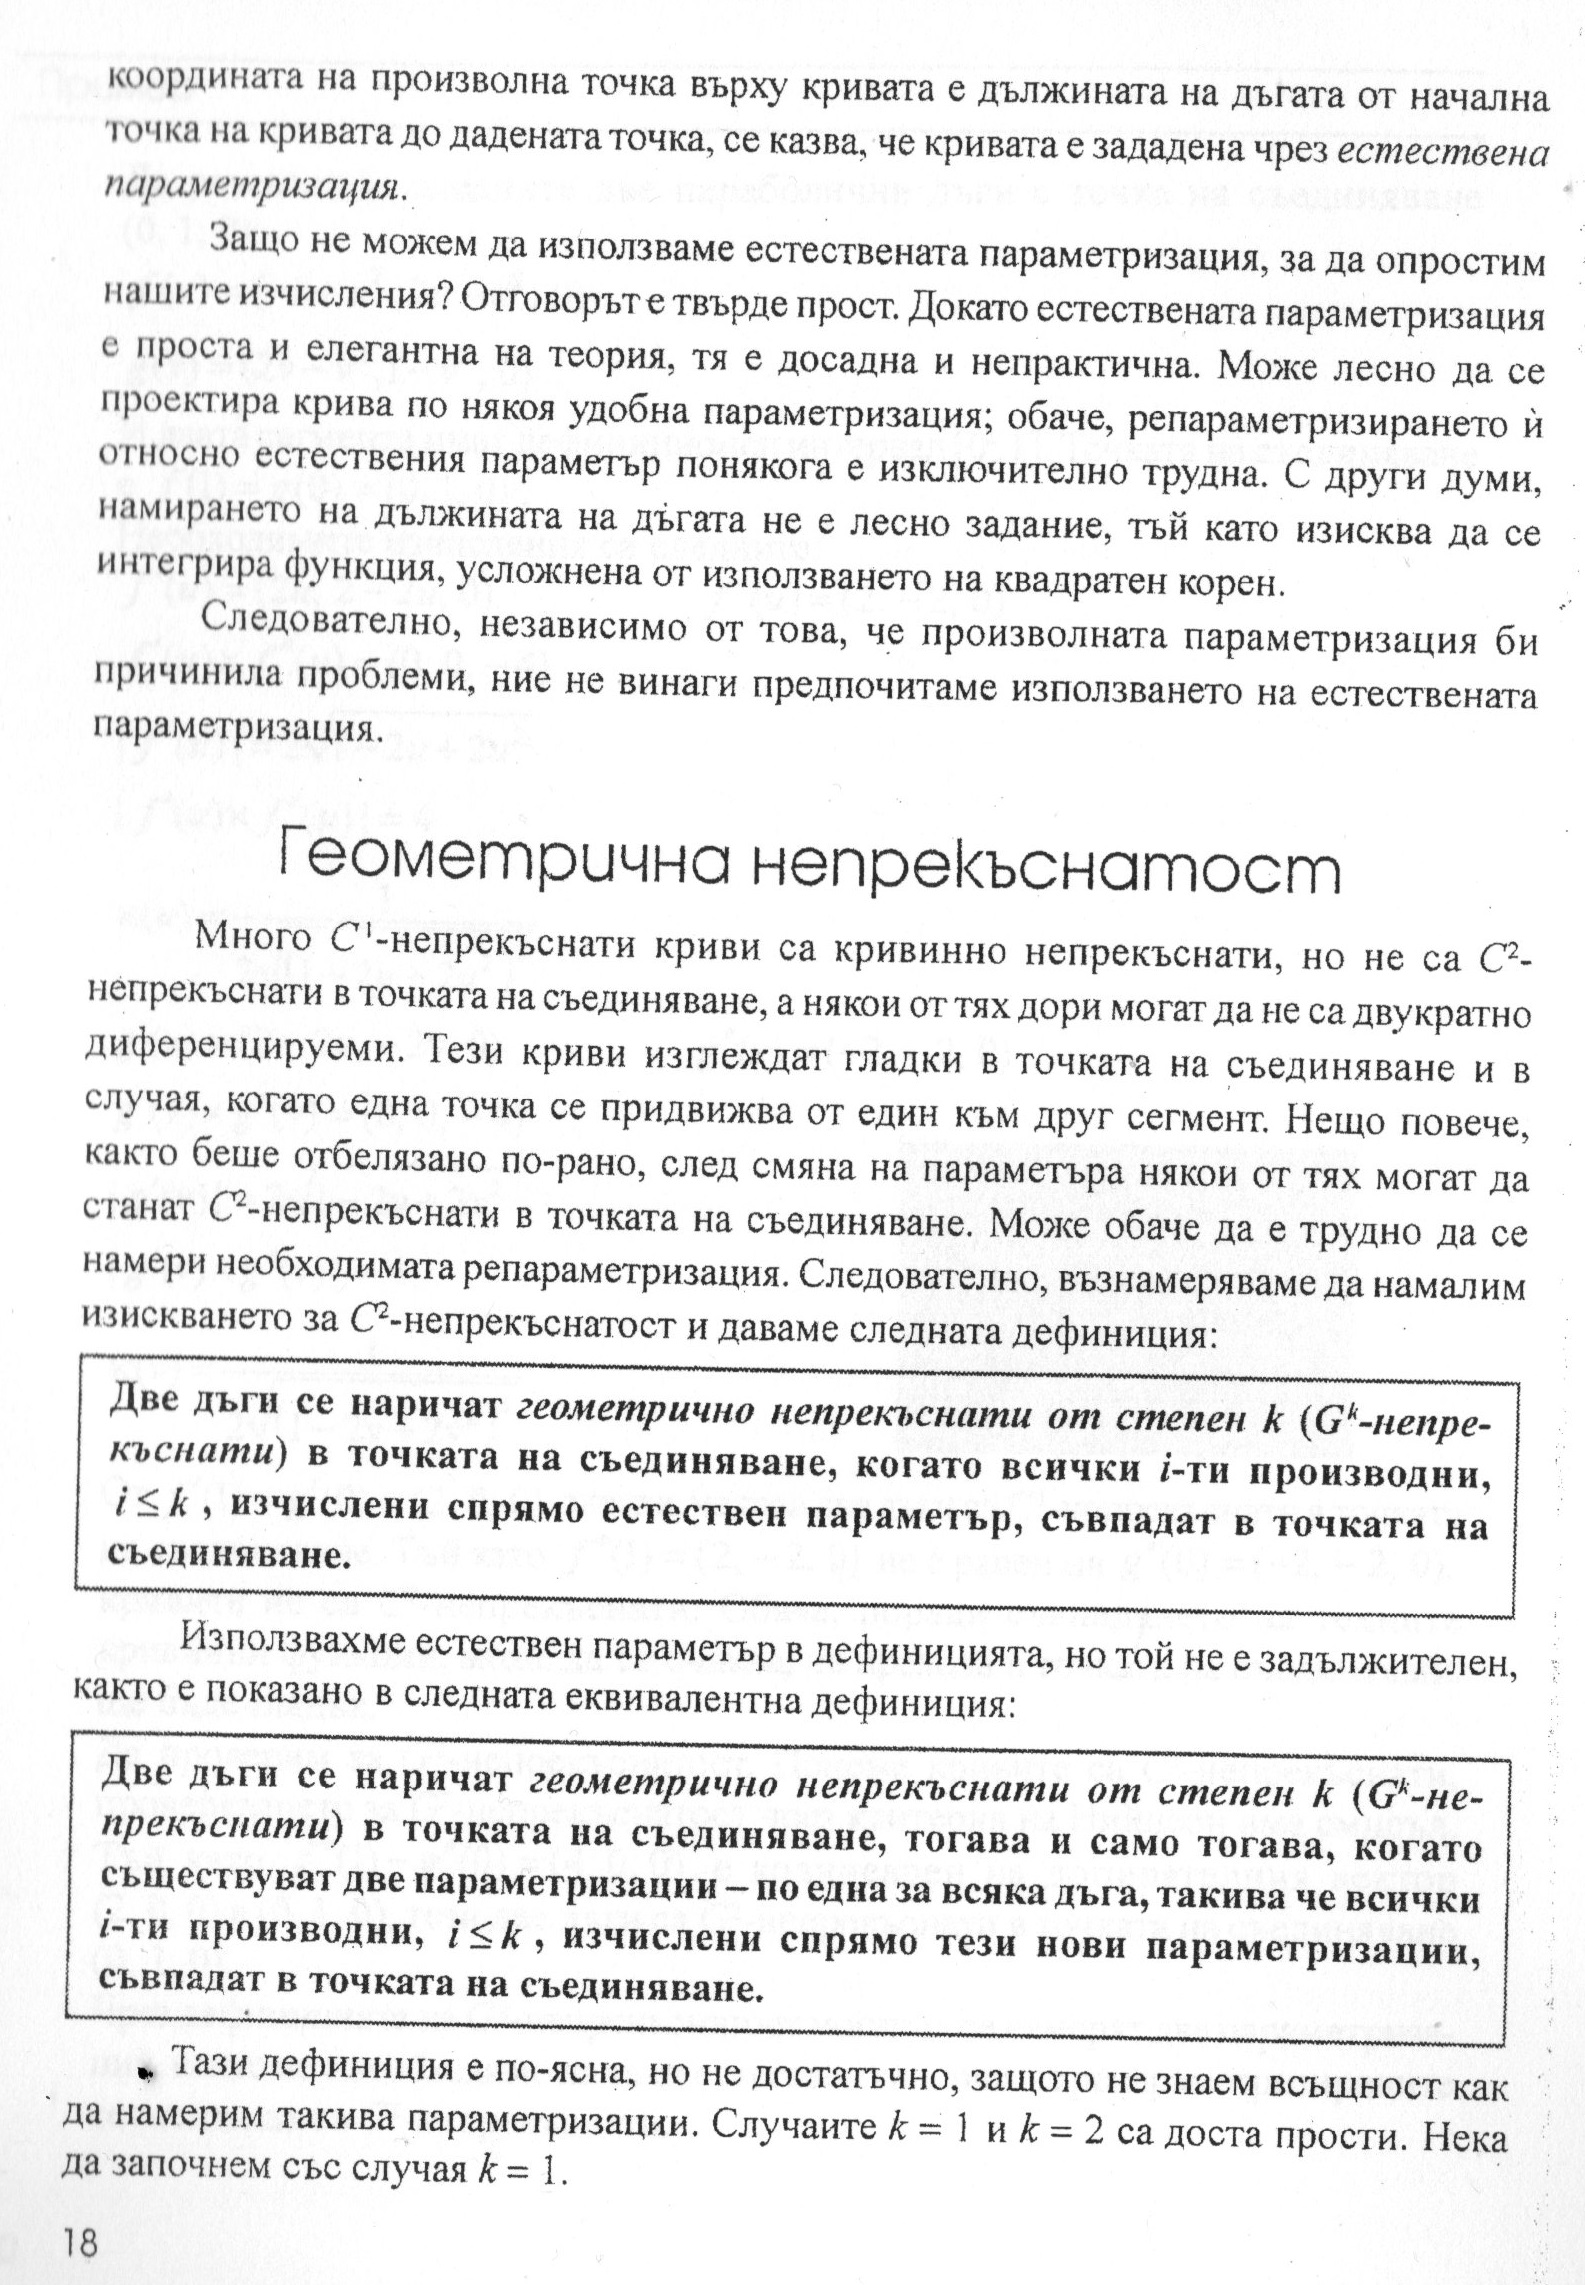 координата на произволна точка върху кривата е дължината на дъгата от начална
точка на кривата до дадената точка, се казва, че кривата е зададена чрез естествена
параметризация.
Защо не можем да използваме естествената параметризация, за да опростим
нашите изчисления? Отговорът е твърде прост. Докато естествената параметризация
е проста и елегантна на теория, тя е досадна и непрактична. Може лесно да се
проектира крива по някоя удобна параметризация; обаче, репараметризирането ѝ
относно естествения параметър понякога е изключително трудна. С други думи,
намирането на дължината на дъгата не е лесно задание, тъй като изисква да се
интегрира функция, усложнена от използването на квадратен корен.
Следователно, независимо от това, че произволната параметризация би
причинила проблеми, ние не винаги предпочитаме използването на естествената
параметризация.
Геометрична непрекъснатост
Много C¹-непрекъснати криви са кривинно непрекъснати, но не са C²-
непрекъснати в точката на съединяване, а някои от тях дори могат да не са двукратно
диференцируеми. Тези криви изглеждат гладки в точката на съединяване и в
случая, когато една точка се придвижва от един към друг сегмент. Нещо повече,
както беше отбелязано по-рано, след смяна на параметъра някои от тях могат да
станат C²-непрекъснати в точката на съединяване. Може обаче да е трудно да се
намери необходимата репараметризация. Следователно, възнамеряваме да намалим
изискването за C²-непрекъснатост и даваме следната дефиниция:
Две дъги се наричат геометрично непрекъснати от степен k (Gᵏ-непре-
къснати) в точката на съединяване, когато всички i-ти производни,
i ≤ k , изчислени спрямо естествен параметър, съвпадат в точката на
съединяване.
Използвахме естествен параметър в дефиницията, но той не е задължителен,
както е показано в следната еквивалентна дефиниция:
Две дъги се наричат геометрично непрекъснати от степен k (Gᵏ-не-
прекъснати) в точката на съединяване, тогава и само тогава, когато
съществуват две параметризации – по една за всяка дъга, такива че всички
i-ти производни, i ≤ k , изчислени спрямо тези нови параметризации,
съвпадат в точката на съединяване.
Тази дефиниция е по-ясна, но не достатъчно, защото не знаем всъщност как
да намерим такива параметризации. Случаите k = 1 и k = 2 са доста прости. Нека
да започнем със случая k = 1.
18